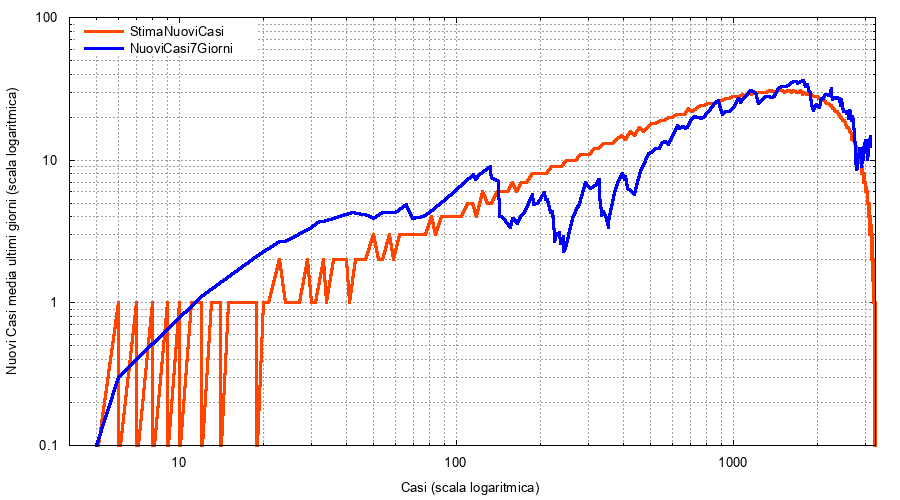 100
StimaNuoviCasi
NuoviCasi7Giorni
Nuovi Casi media ultimi giorni (scala logaritmica)
10
1
0.1
10
100
1000
Casi (scala logaritmica)